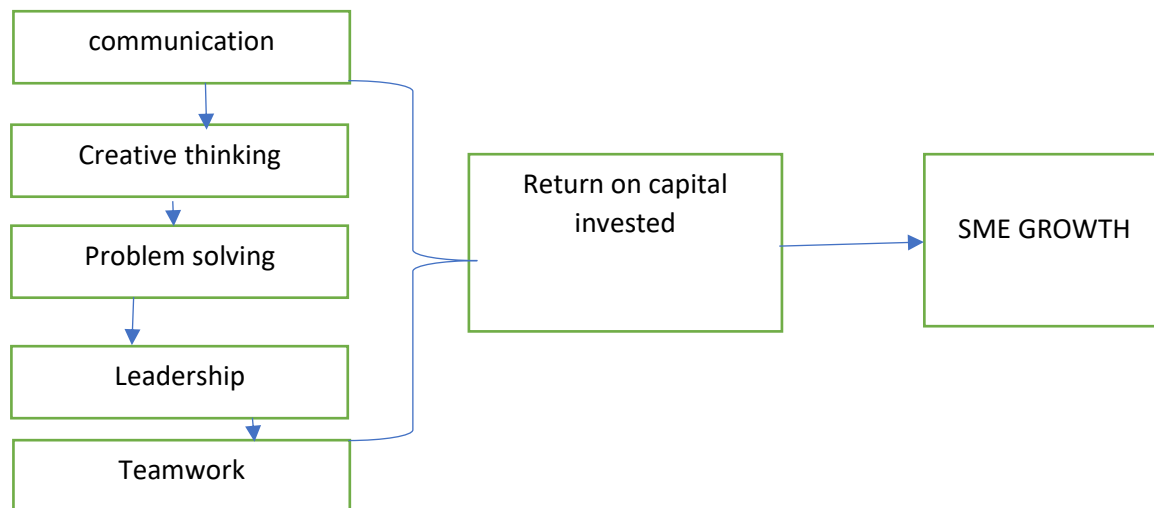 communication
Creative thinking
Problem solving
Leadership
Teamwork
Return on capital
invested
SME GROWTH